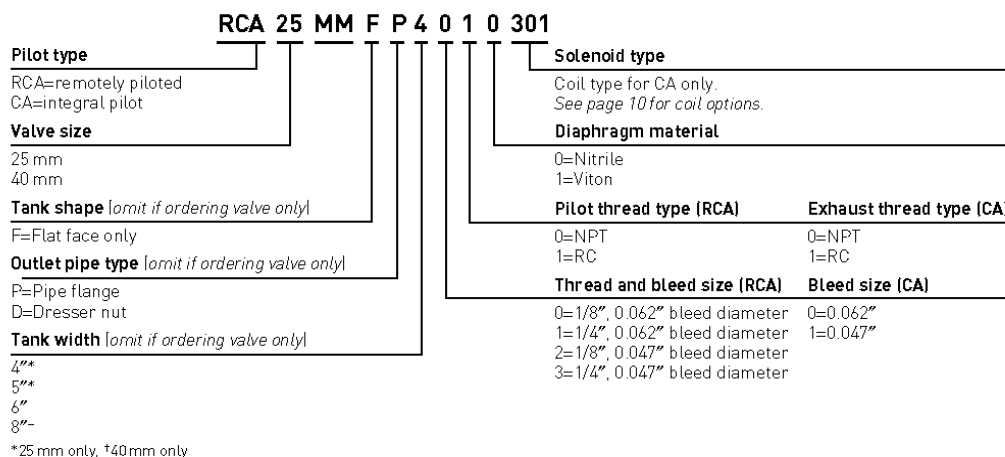 RCA 25 MM F P 4 0 1 0 301
Pilot type
RCA=remotely piloted
CA=integral pilot
Valve size
25 mm
40 mm
Tank shape [omit if ordering valve only]
F=Flat face only
Outlet pipe type [omit if ordering valve only]
P=Pipe flange
D=Dresser nut
Tank width [omit if ordering valve only]
4"*
5"*
6"
8"-
*25 mm only, †40 mm only
Solenoid type
Coil type for CA only.
See page 10 for coil options.
Diaphragm material
0=Nitrile
1=Viton
Pilot thread type (RCA)
0=NPT
1=RC
Exhaust thread type (CA)
0=NPT
1=RC
Thread and bleed size (RCA)
0=1/8", 0.062" bleed diameter
1=1/4", 0.062" bleed diameter
2=1/8", 0.047" bleed diameter
3=1/4", 0.047" bleed diameter
Bleed size (CA)
0=0.062"
1=0.047"